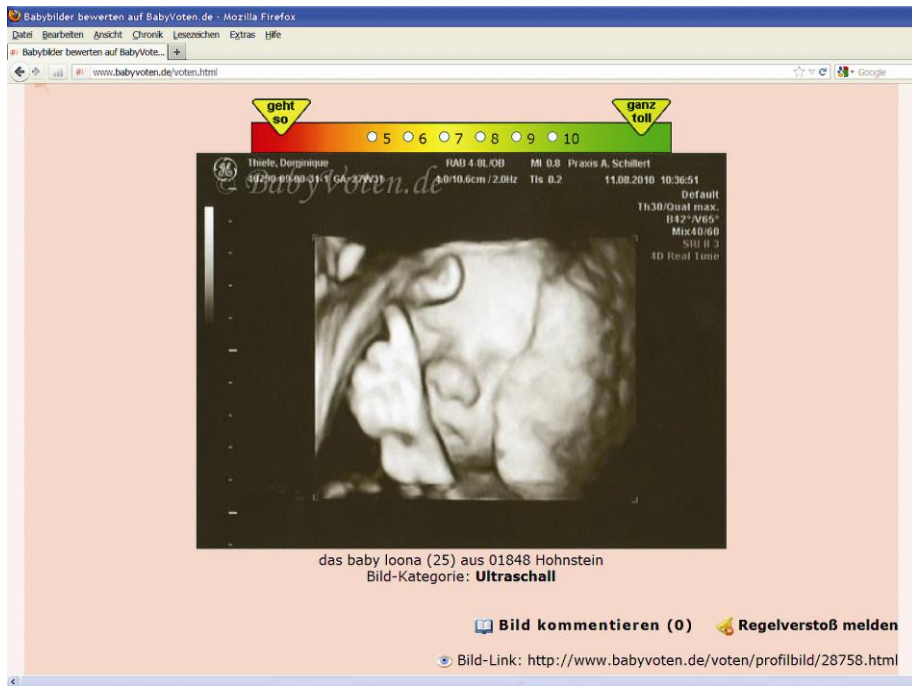 Babybilder bewerten auf BabyVoten.de - Mozilla Firefox
Datei Bearbeiten Ansicht Chronik Lesezeichen Extras Hilfe
Babybilder bewerten auf BabyVote... +
www.babyvoten.de/voten.html Google
geht so
ganz toll
5 6 7 8 9 10
Thiele, Dominique RAB 4-8L/OB MI 0.8 Praxis A. Schillert
GA=27W3T 4.0/10.6cm / 2.0Hz TIs 0.2 11.08.2010 10:36:51
© BabyVoten.de
Default
Th30/Qual max.
B42°/V65°
Mix40/60
SRI II 3
4D Real Time
das baby loona (25) aus 01848 Hohnstein
Bild-Kategorie: Ultraschall
Bild kommentieren (0) Regelverstoß melden
Bild-Link: http://www.babyvoten.de/voten/profilbild/28758.html